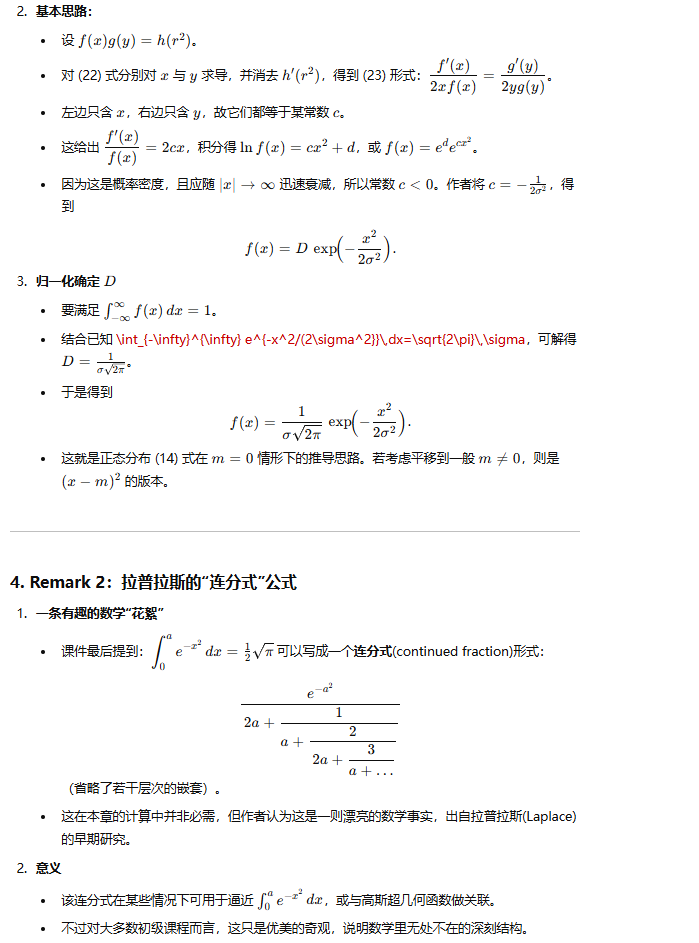 2. 基本思路：
• 设 f(x)g(y) = h(r²)。
• 对 (22) 式分别对 x 与 y 求导，并消去 h′(r²)，得到 (23) 形式：f′(x)/(2xf(x)) = g′(y)/(2yg(y))。
• 左边只含 x，右边只含 y，故它们都等于某常数 c。
• 这给出 f′(x)/f(x) = 2cx，积分得 ln f(x) = cx² + d，或 f(x) = e^d e^{cx²}。
• 因为这是概率密度，且应随 |x| → ∞ 迅速衰减，所以常数 c < 0。作者将 c = −1/(2σ²)，得
到
f(x) = D exp(−x²/(2σ²)).
3. 归一化确定 D
• 要满足 ∫_{−∞}^{∞} f(x) dx = 1。
• 结合已知 \int_{-\infty}^{\infty} e^{-x^2/(2\sigma^2}}\,dx=\sqrt{2\pi}\,\sigma，可解得
D = 1/(σ√(2π))。
• 于是得到
f(x) = 1/(σ√(2π)) exp(−x²/(2σ²)).
• 这就是正态分布 (14) 式在 m = 0 情形下的推导思路。若考虑平移到一般 m ≠ 0，则是
(x − m)² 的版本。
4. Remark 2：拉普拉斯的“连分式”公式
1. 一条有趣的数学“花絮”
• 课件最后提到：∫_0^a e^{−x²} dx = 1/2 √π 可以写成一个连分式(continued fraction)形式：
e^{−a²}/(2a + 1/(a + 2/(2a + 3/(a + ...))))
（省略了若干层次的嵌套）。
• 这在本章的计算中并非必需，但作者认为这是一则漂亮的数学事实，出自拉普拉斯(Laplace)
的早期研究。
2. 意义
• 该连分式在某些情况下可用于逼近 ∫_0^a e^{−x²} dx，或与高斯超几何函数做关联。
• 不过对大多数初级课程而言，这只是优美的奇观，说明数学里无处不在的深刻结构。